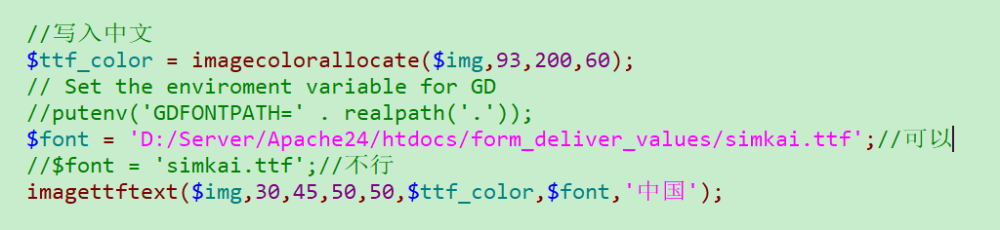 //写入中文
$ttf_color = imagecolorallocate($img,93,200,60);
// Set the enviroment variable for GD
//putenv('GDFONTPATH=' . realpath('.'));
$font = 'D:/Server/Apache24/htdocs/form_deliver_values/simkai.ttf';//可以
//$font = 'simkai.ttf';//不行
imagettftext($img,30,45,50,50,$ttf_color,$font,'中国');